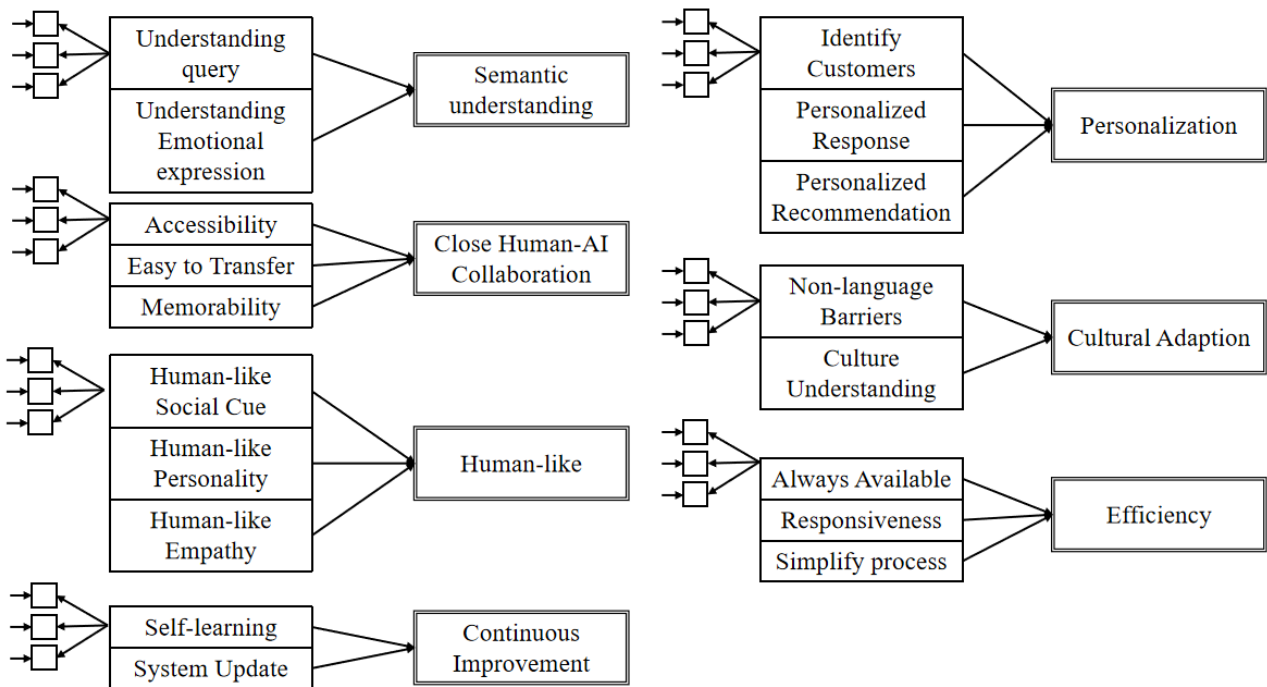 Understanding
query
Understanding
Emotional
expression
Semantic
understanding
Accessibility
Easy to Transfer
Memorability
Close Human-AI
Collaboration
Human-like
Social Cue
Human-like
Personality
Human-like
Empathy
Human-like
Self-learning
System Update
Continuous
Improvement
Identify
Customers
Personalized
Response
Personalized
Recommendation
Personalization
Non-language
Barriers
Culture
Understanding
Cultural Adaption
Always Available
Responsiveness
Simplify process
Efficiency